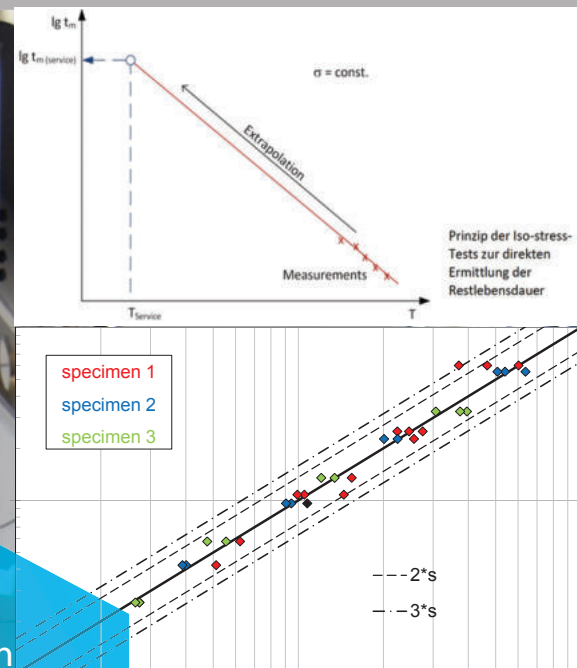 lg tₘ
lg tₘ (service)
σ = const.
Extrapolation
Measurements
Prinzip der Iso-stress-
Tests zur direkten
Ermittlung der
Restlebensdauer
T_Service
T
specimen 1
specimen 2
specimen 3
2*s
3*s
n